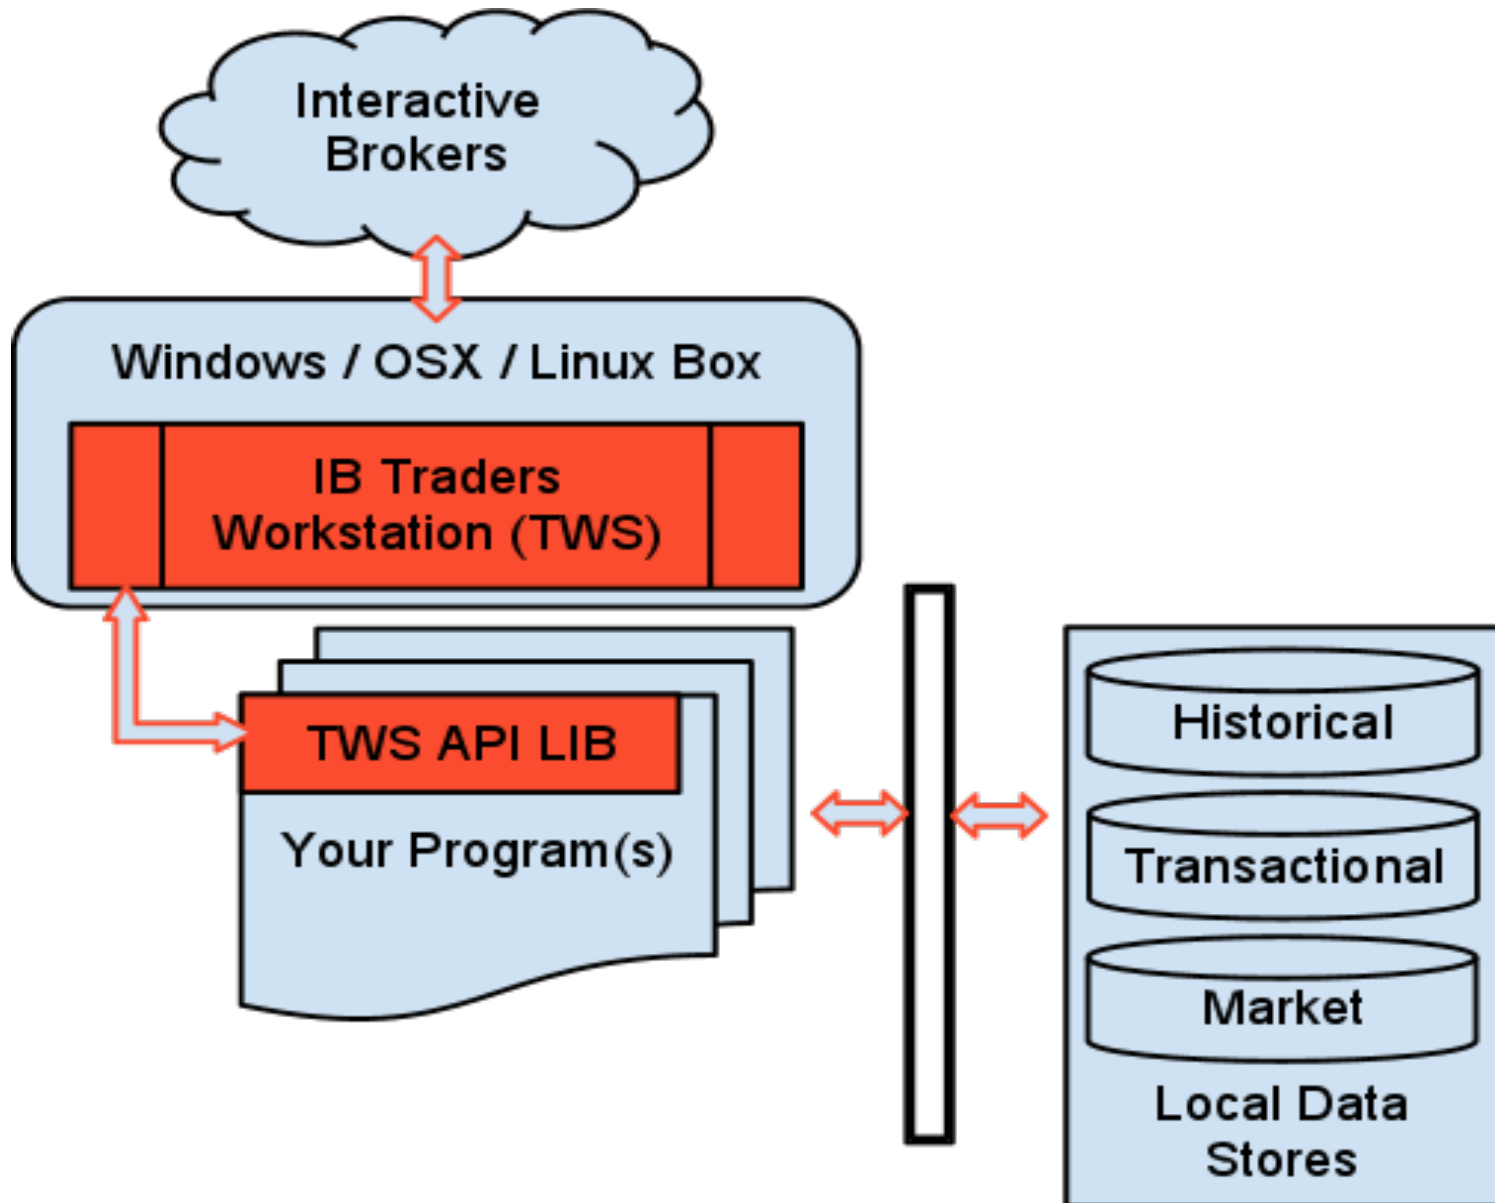 Interactive
Brokers
Windows / OSX / Linux Box
IB Traders
Workstation (TWS)
TWS API LIB
Your Program(s)
Historical
Transactional
Market
Local Data
Stores